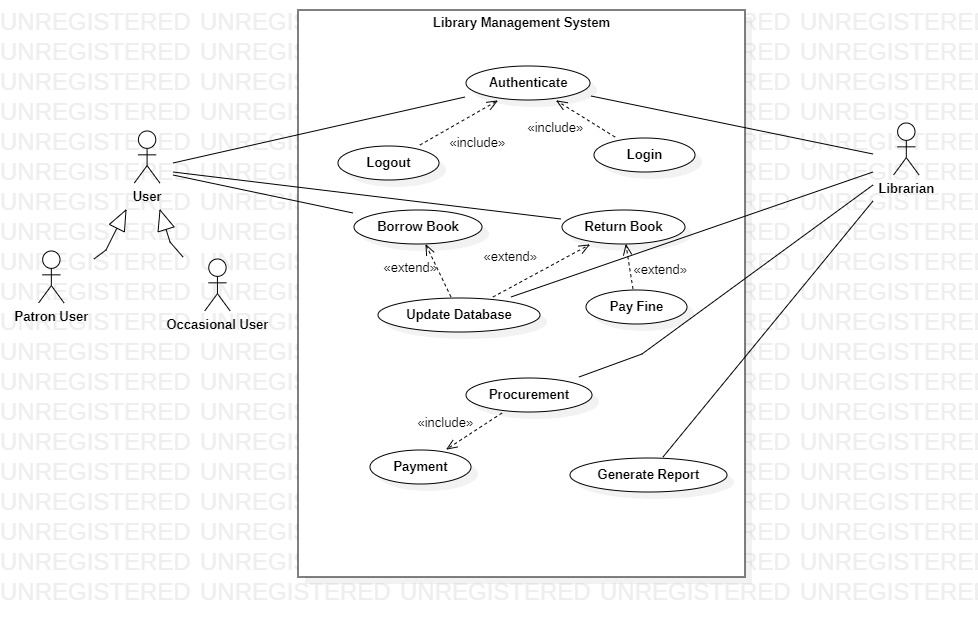 Library Management System
Authenticate
«include»
«include»
Logout
Login
User
Librarian
Borrow Book
Return Book
«extend»
«extend»
«extend»
Patron User
Occasional User
Update Database
Pay Fine
Procurement
«include»
Payment
Generate Report
UNREGISTERED UNREGISTERED UNREGISTERED UNREGISTERED UNREGISTERED